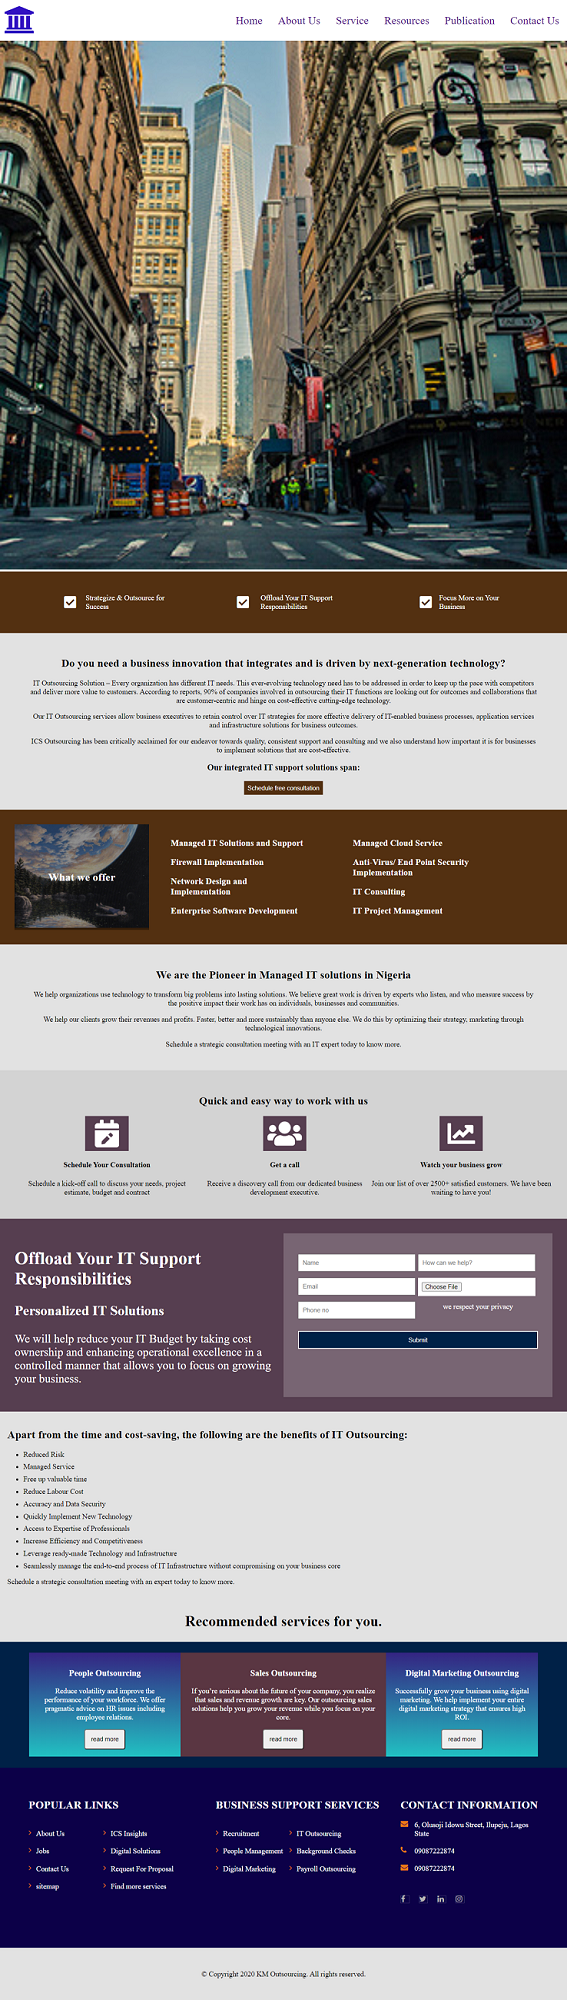 Home About Us Service Resources Publication Contact Us
Strategize & Outsource for
Success
Offload Your IT Support
Responsibilities
Focus More on Your
Business
Do you need a business innovation that integrates and is driven by next-generation technology?
IT Outsourcing Solution – Every organization has different IT needs. This ever-evolving technology need has to be addressed in order to keep up the pace with competitors
and deliver more value to customers. According to reports, 90% of companies involved in outsourcing their IT functions are looking out for outcomes and collaborations that
are customer-centric and hinge on cost-effective cutting-edge technology.
Our IT Outsourcing services allow business executives to retain control over IT strategies for more effective delivery of IT-enabled business processes, application services
and infrastructure solutions for business outcomes.
ICS Outsourcing has been critically acclaimed for our endeavor towards quality, consistent support and consulting and we also understand how important it is for businesses
to implement solutions that are cost-effective.
Our integrated IT support solutions span:
Schedule free consultation
What we offer
Managed IT Solutions and Support
Firewall Implementation
Network Design and
Implementation
Enterprise Software Development
Managed Cloud Service
Anti-Virus/ End Point Security
Implementation
IT Consulting
IT Project Management
We are the Pioneer in Managed IT solutions in Nigeria
We help organizations use technology to transform big problems into lasting solutions. We believe great work is driven by experts who listen, and who measure success by
the positive impact their work has on individuals, businesses and communities.
We help our clients grow their revenues and profits. Faster, better and more sustainably than anyone else. We do this by optimizing their strategy, marketing through
technological innovations.
Schedule a strategic consultation meeting with an IT expert today to know more.
Quick and easy way to work with us
Schedule Your Consultation
Schedule a kick-off call to discuss your needs, project
estimate, budget and contract
Get a call
Receive a discovery call from our dedicated business
development executive.
Watch your business grow
Join our list of over 2500+ satisfied customers. We have been
waiting to have you!
Offload Your IT Support
Responsibilities
Personalized IT Solutions
We will help reduce your IT Budget by taking cost
ownership and enhancing operational excellence in a
controlled manner that allows you to focus on growing
your business.
Name
How can we help?
Email
Choose File
Phone no
we respect your privacy
Submit
Apart from the time and cost-saving, the following are the benefits of IT Outsourcing:
Reduced Risk
Managed Service
Free up valuable time
Reduce Labour Cost
Accuracy and Data Security
Quickly Implement New Technology
Access to Expertise of Professionals
Increase Efficiency and Competitiveness
Leverage ready-made Technology and Infrastructure
Seamlessly manage the end-to-end process of IT Infrastructure without compromising on your business core
Schedule a strategic consultation meeting with an expert today to know more.
Recommended services for you.
People Outsourcing
Reduce volatility and improve the
performance of your workforce. We offer
pragmatic advice on HR issues including
employee relations.
read more
Sales Outsourcing
If you're serious about the future of your company, you realize
that sales and revenue growth are key. Our outsourcing sales
solutions help you grow your revenue while you focus on your
core.
read more
Digital Marketing Outsourcing
Successfully grow your business using digital
marketing. We help implement your entire
digital marketing strategy that ensures high
ROI.
read more
POPULAR LINKS
About Us
Jobs
Contact Us
sitemap
ICS Insights
Digital Solutions
Request For Proposal
Find more services
BUSINESS SUPPORT SERVICES
Recruitment
People Management
Digital Marketing
IT Outsourcing
Background Checks
Payroll Outsourcing
CONTACT INFORMATION
6, Olusoji Idowu Street, Ilupeju, Lagos
State
09087222874
09087222874
© Copyright 2020 KM Outsourcing. All rights reserved.